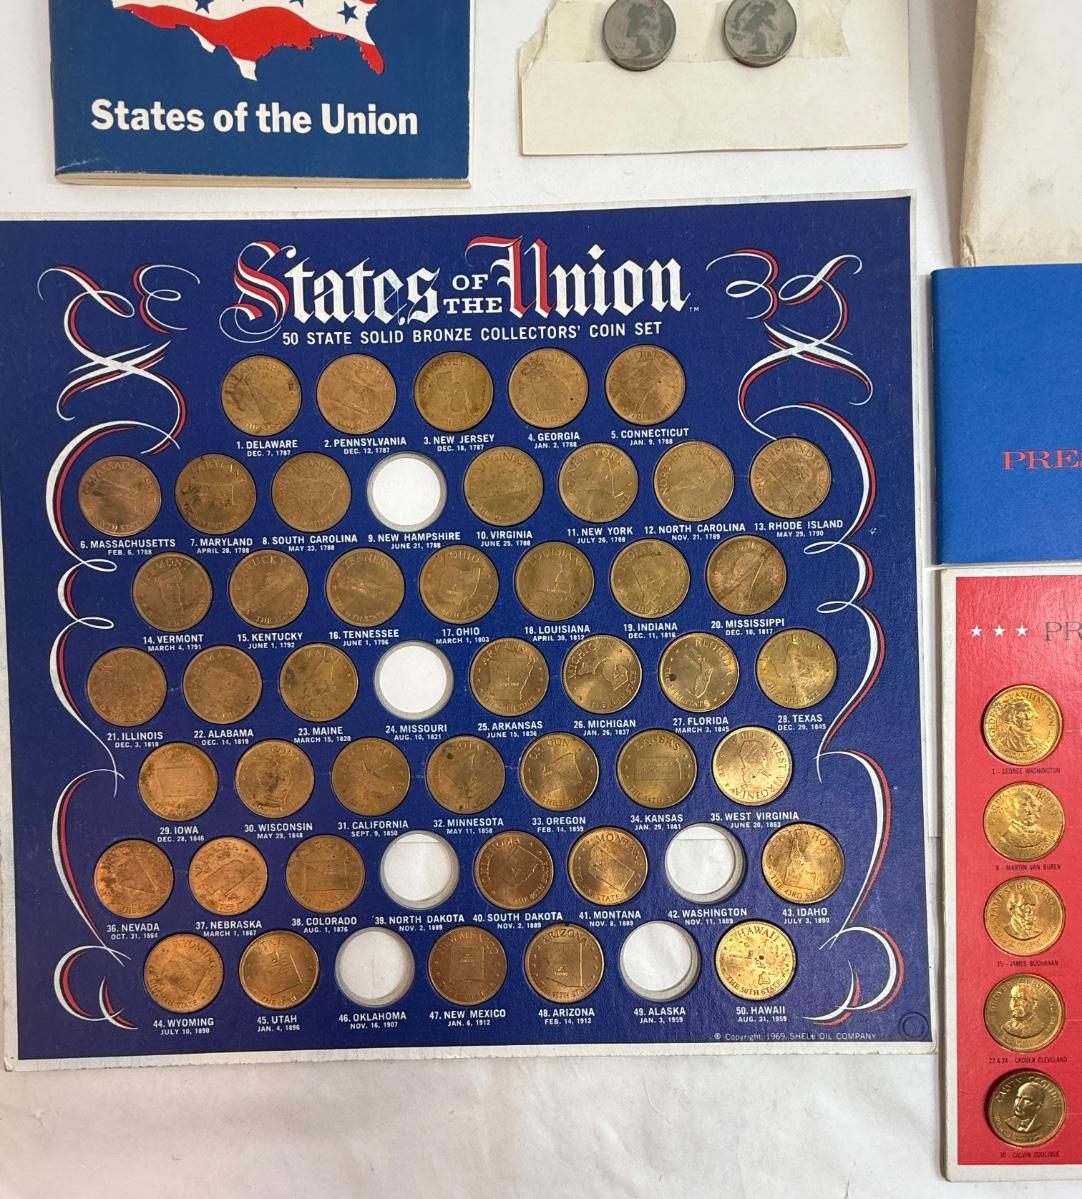 States of the Union
States OF THE Union ™
50 STATE SOLID BRONZE COLLECTORS' COIN SET
1. DELAWARE
DEC. 7, 1787
2. PENNSYLVANIA
DEC. 12, 1787
3. NEW JERSEY
DEC. 18, 1787
4. GEORGIA
JAN. 2, 1788
5. CONNECTICUT
JAN. 9, 1788
6. MASSACHUSETTS
FEB. 6, 1788
7. MARYLAND
APRIL 28, 1788
8. SOUTH CAROLINA
MAY 23, 1788
9. NEW HAMPSHIRE
JUNE 21, 1788
10. VIRGINIA
JUNE 25, 1788
11. NEW YORK
JULY 26, 1788
12. NORTH CAROLINA
NOV. 21, 1789
13. RHODE ISLAND
MAY 29, 1790
14. VERMONT
MARCH 4, 1791
15. KENTUCKY
JUNE 1, 1792
16. TENNESSEE
JUNE 1, 1796
17. OHIO
MARCH 1, 1803
18. LOUISIANA
APRIL 30, 1812
19. INDIANA
DEC. 11, 1816
20. MISSISSIPPI
DEC. 10, 1817
21. ILLINOIS
DEC. 3, 1818
22. ALABAMA
DEC. 14, 1819
23. MAINE
MARCH 15, 1820
24. MISSOURI
AUG. 10, 1821
25. ARKANSAS
JUNE 15, 1836
26. MICHIGAN
JAN. 26, 1837
27. FLORIDA
MARCH 3, 1845
28. TEXAS
DEC. 29, 1845
29. IOWA
DEC. 28, 1846
30. WISCONSIN
MAY 29, 1848
31. CALIFORNIA
SEPT. 9, 1850
32. MINNESOTA
MAY 11, 1858
33. OREGON
FEB. 14, 1859
34. KANSAS
JAN. 29, 1861
35. WEST VIRGINIA
JUNE 20, 1863
36. NEVADA
OCT. 31, 1864
37. NEBRASKA
MARCH 1, 1867
38. COLORADO
AUG. 1, 1876
39. NORTH DAKOTA
NOV. 2, 1889
40. SOUTH DAKOTA
NOV. 2, 1889
41. MONTANA
NOV. 8, 1889
42. WASHINGTON
NOV. 11, 1889
43. IDAHO
JULY 3, 1890
44. WYOMING
JULY 10, 1890
45. UTAH
JAN. 4, 1896
46. OKLAHOMA
NOV. 16, 1907
47. NEW MEXICO
JAN. 6, 1912
48. ARIZONA
FEB. 14, 1912
49. ALASKA
JAN. 3, 1959
50. HAWAII
AUG. 21, 1959
© Copyright, 1969, SHELL OIL COMPANY
PRE
PR
1 - GEORGE WASHINGTON
8 - MARTIN VAN BUREN
15 - JAMES BUCHANAN
22 & 24 - GROVER CLEVELAND
30 - CALVIN COOLIDGE